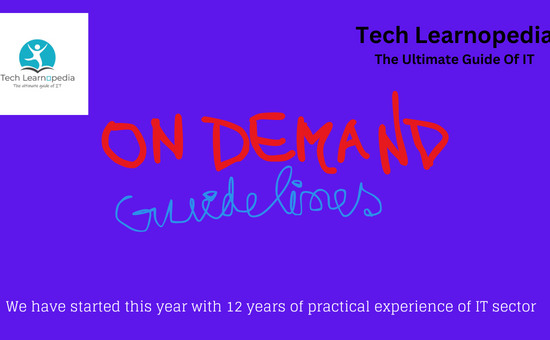 Tech Learnopedia
The Ultimate Guide Of IT
Tech Learnopedia
The ultimate guide of IT
ON DEMAND
Guidelines
We have started this year with 12 years of practical experience of IT sector